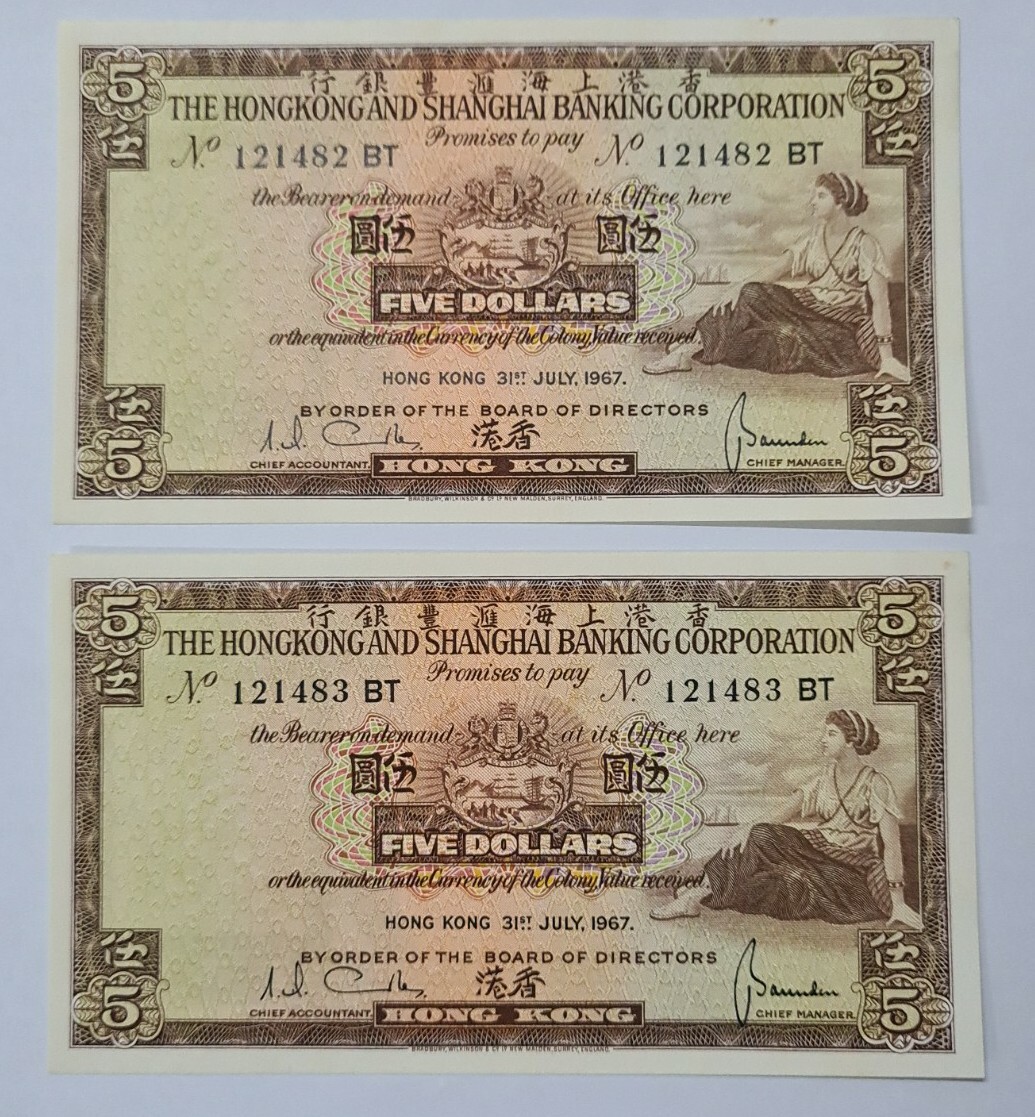 5 5
行銀豐滙海上港香
THE HONGKONG AND SHANGHAI BANKING CORPORATION
伍 Promises to pay 伍
No 121482 BT No 121482 BT
the Bearer on demand at its Office here
圓伍 圓伍
FIVE DOLLARS
or the equivalent in the Currency of the Colony, Value received.
HONG KONG 31ST JULY, 1967.
BY ORDER OF THE BOARD OF DIRECTORS
伍 港香 伍
CHIEF ACCOUNTANT. HONG KONG CHIEF MANAGER.
5 5
BRADBURY, WILKINSON & Co. Ld NEW MALDEN, SURREY, ENGLAND.
5 5
行銀豐滙海上港香
THE HONGKONG AND SHANGHAI BANKING CORPORATION
伍 Promises to pay 伍
No 121483 BT No 121483 BT
the Bearer on demand at its Office here
圓伍 圓伍
FIVE DOLLARS
or the equivalent in the Currency of the Colony, Value received.
HONG KONG 31ST JULY, 1967.
BY ORDER OF THE BOARD OF DIRECTORS
伍 港香 伍
CHIEF ACCOUNTANT. HONG KONG CHIEF MANAGER.
5 5
BRADBURY, WILKINSON & Co. Ld NEW MALDEN, SURREY, ENGLAND.